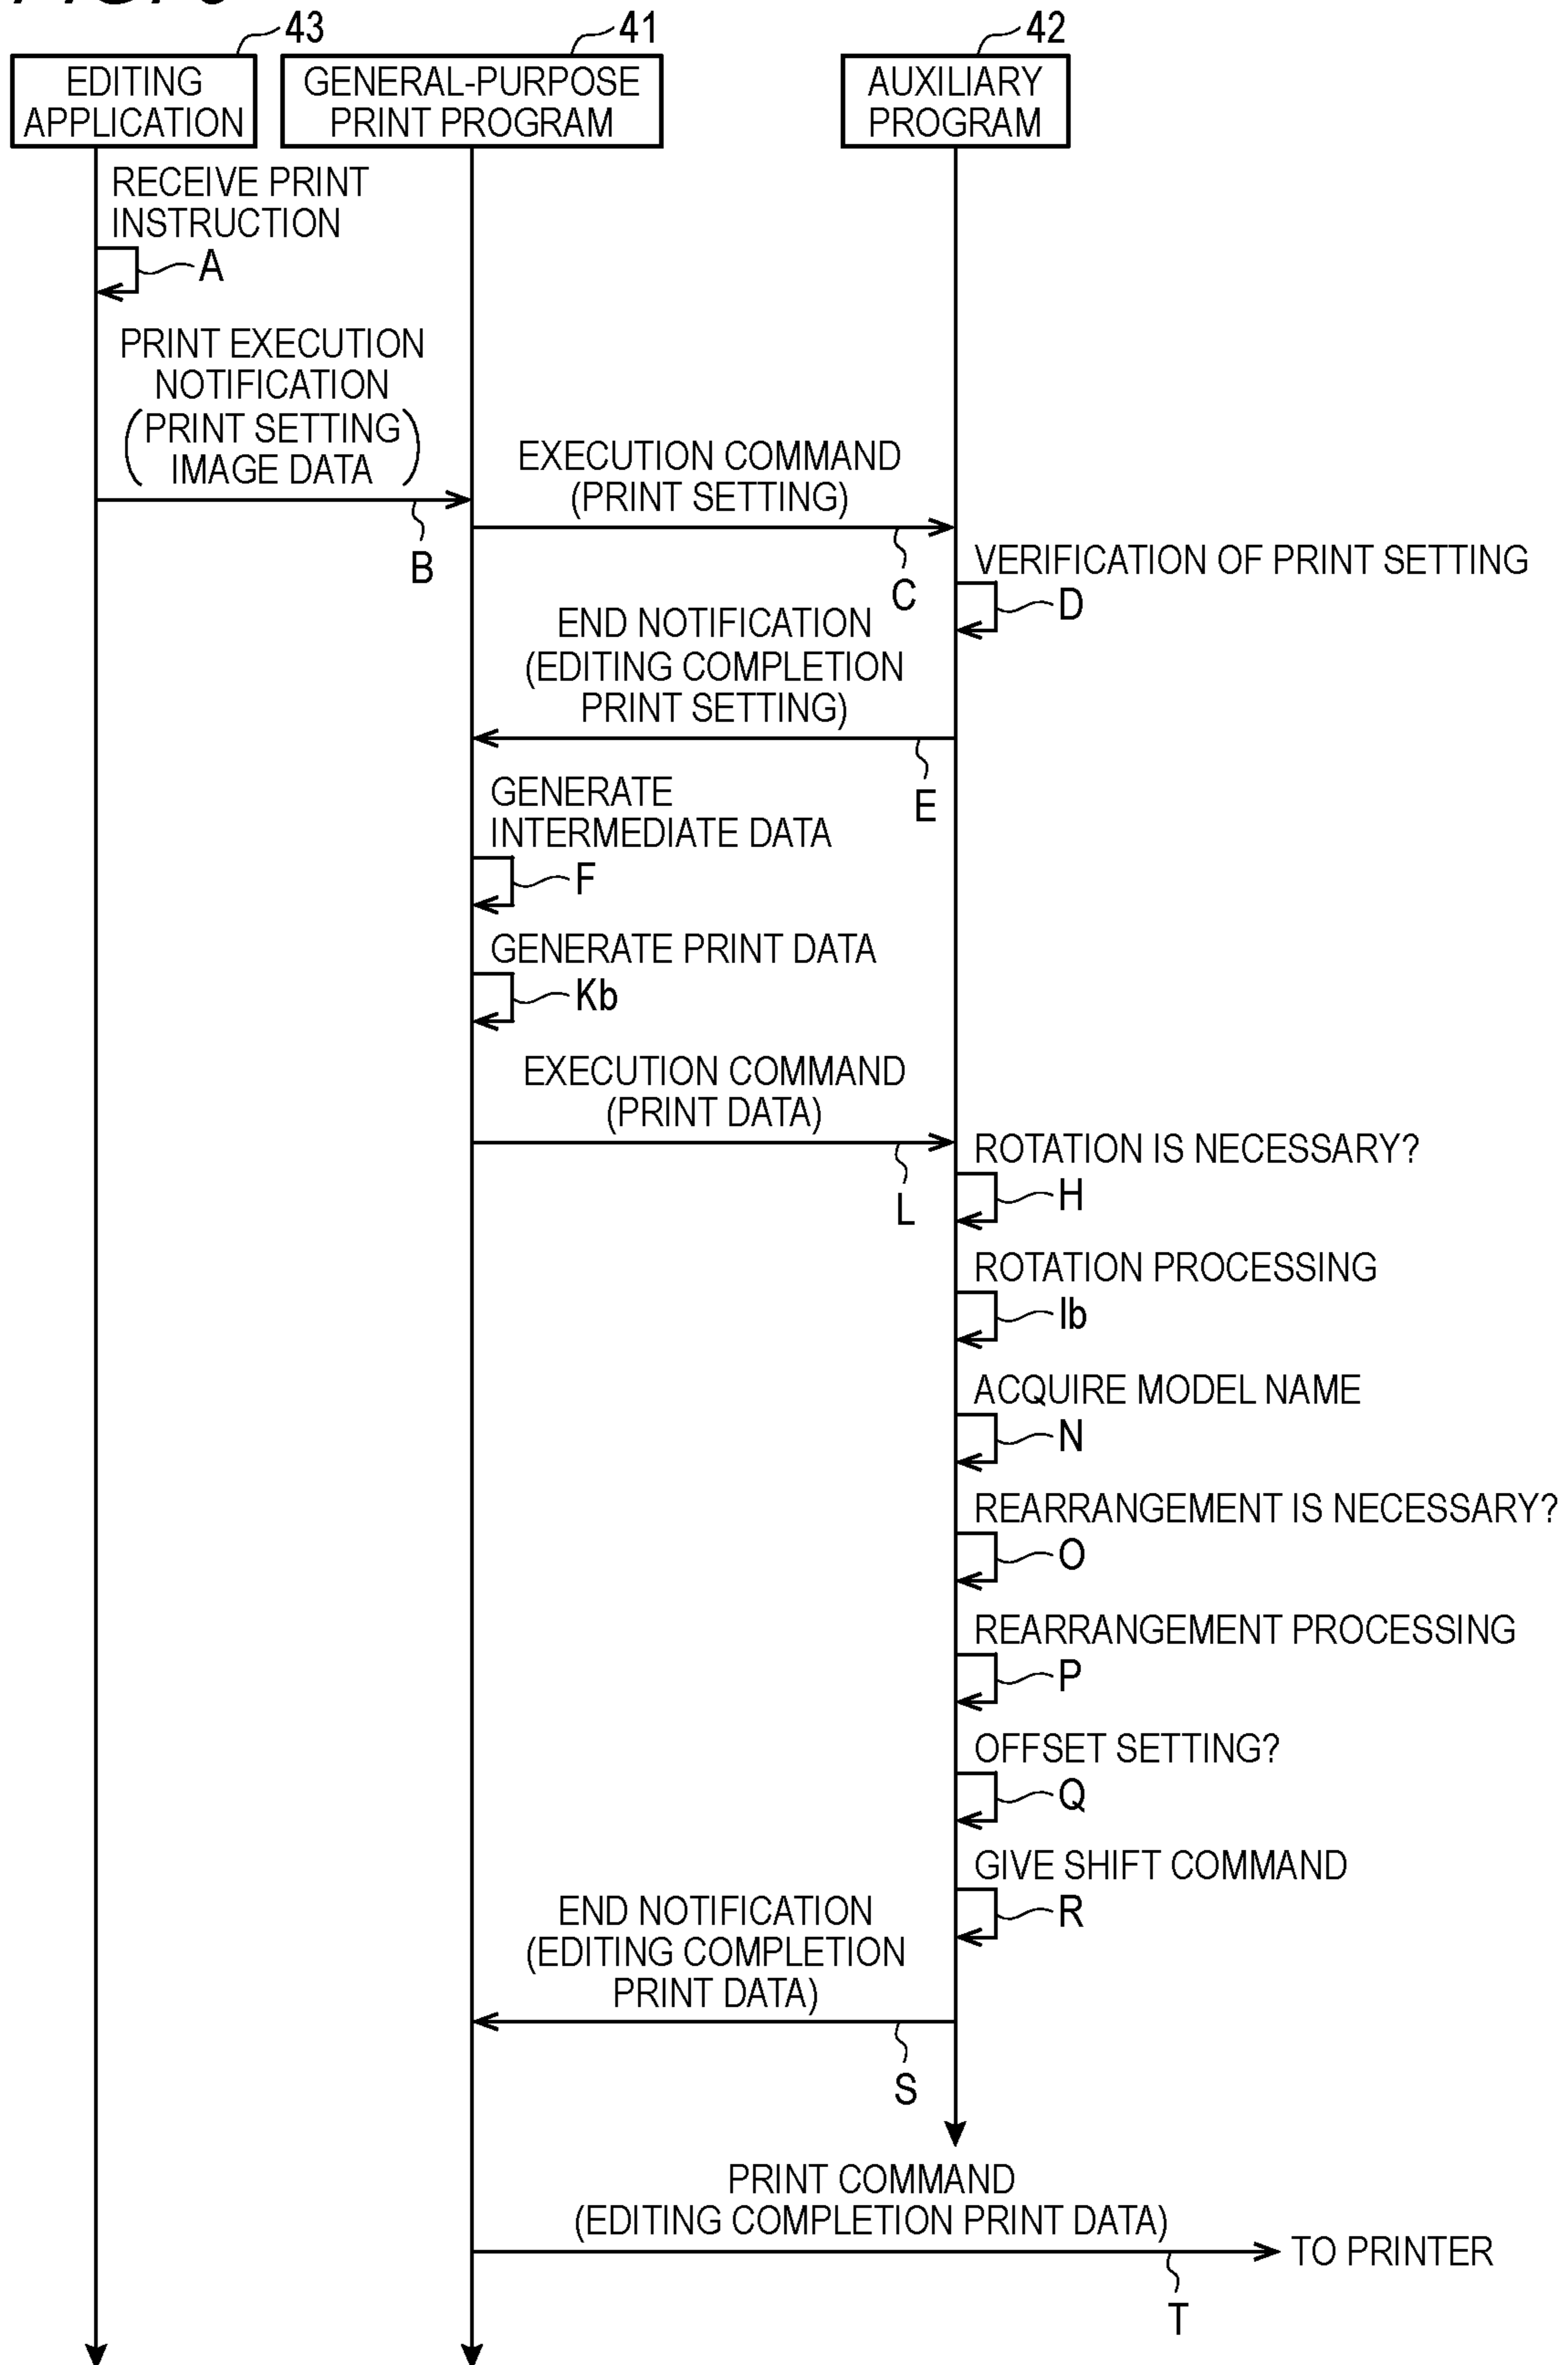 43
41
42
EDITING
APPLICATION
GENERAL-PURPOSE
PRINT PROGRAM
AUXILIARY
PROGRAM
RECEIVE PRINT
INSTRUCTION
A
PRINT EXECUTION
NOTIFICATION
(PRINT SETTING
IMAGE DATA)
B
EXECUTION COMMAND
(PRINT SETTING)
C
VERIFICATION OF PRINT SETTING
D
END NOTIFICATION
(EDITING COMPLETION
PRINT SETTING)
E
GENERATE
INTERMEDIATE DATA
F
GENERATE PRINT DATA
Kb
EXECUTION COMMAND
(PRINT DATA)
L
ROTATION IS NECESSARY?
H
ROTATION PROCESSING
Ib
ACQUIRE MODEL NAME
N
REARRANGEMENT IS NECESSARY?
O
REARRANGEMENT PROCESSING
P
OFFSET SETTING?
Q
GIVE SHIFT COMMAND
R
END NOTIFICATION
(EDITING COMPLETION
PRINT DATA)
S
PRINT COMMAND
(EDITING COMPLETION PRINT DATA)
TO PRINTER
T